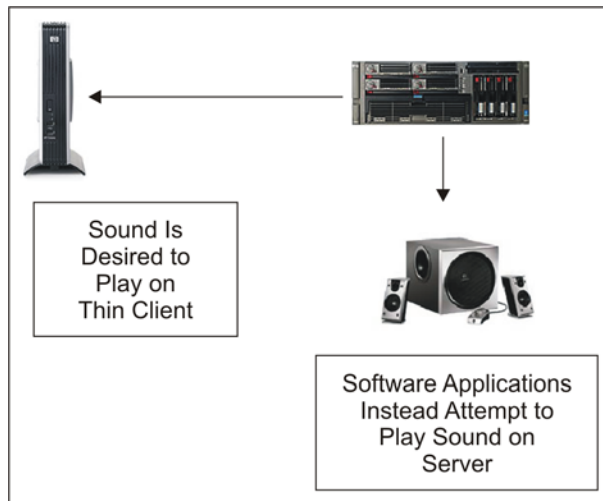 Sound Is
Desired to
Play on
Thin Client
Software Applications
Instead Attempt to
Play Sound on
Server